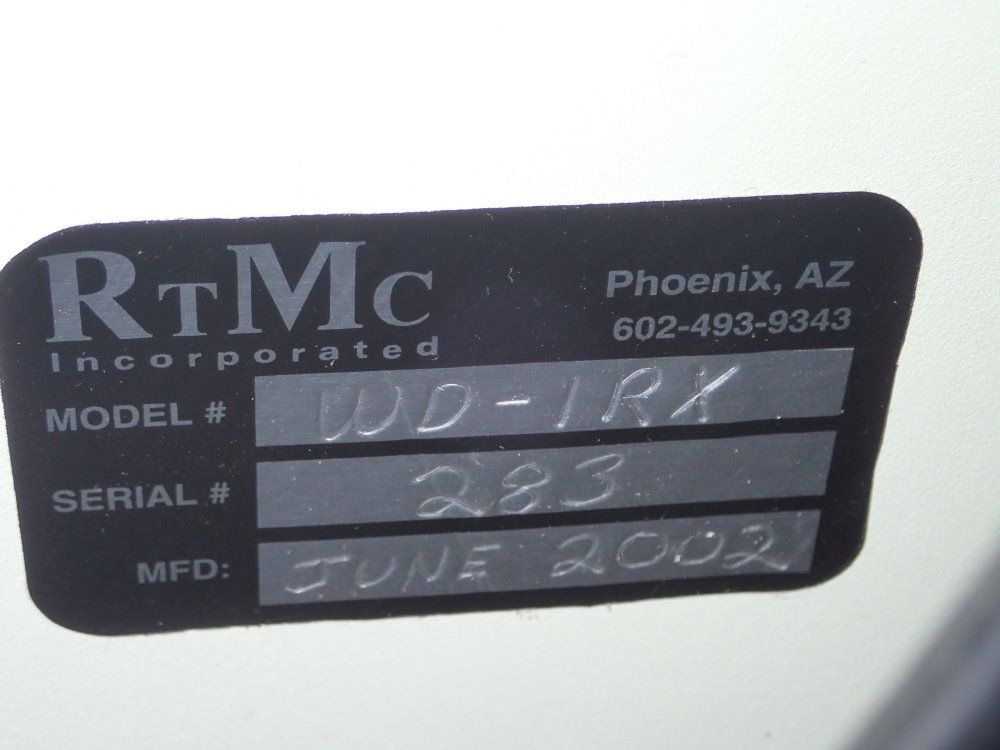 RTMC
Incorporated
Phoenix, AZ
602-493-9343
MODEL # WD-1RX
SERIAL # 283
MFD: JUNE 2002